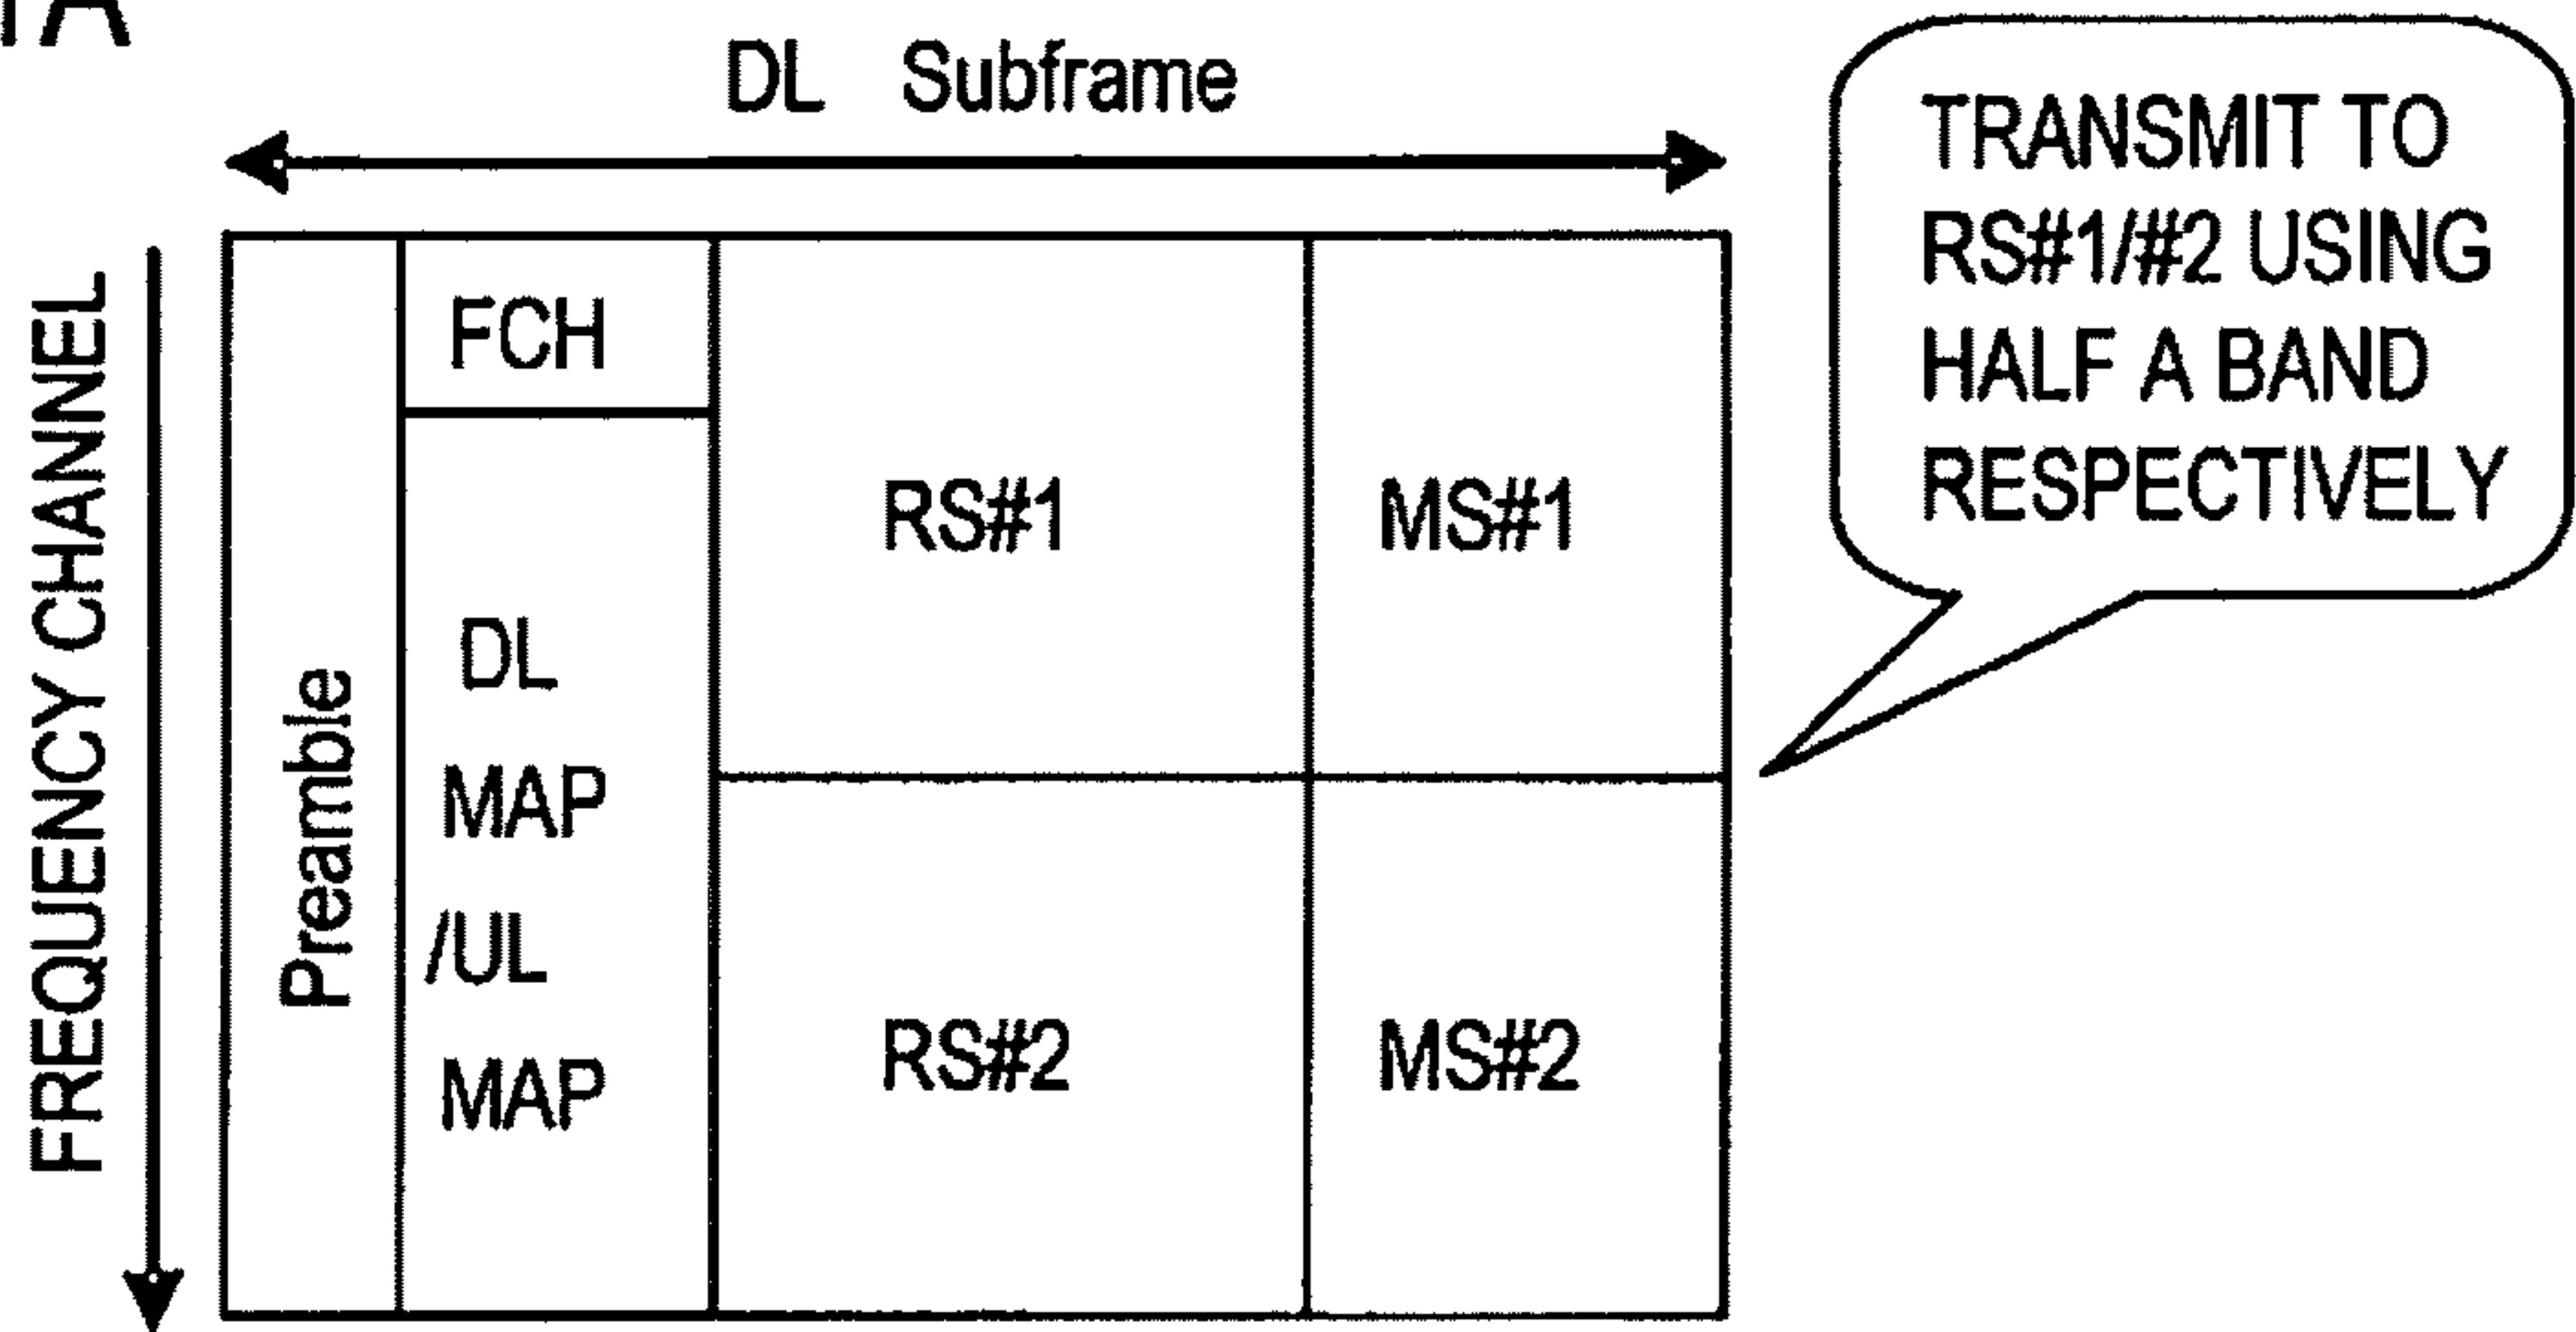 DL Subframe
TRANSMIT TO
RS#1/#2 USING
HALF A BAND
RESPECTIVELY
FREQUENCY CHANNEL
Preamble
FCH
DL
MAP
/UL
MAP
RS#1
MS#1
RS#2
MS#2